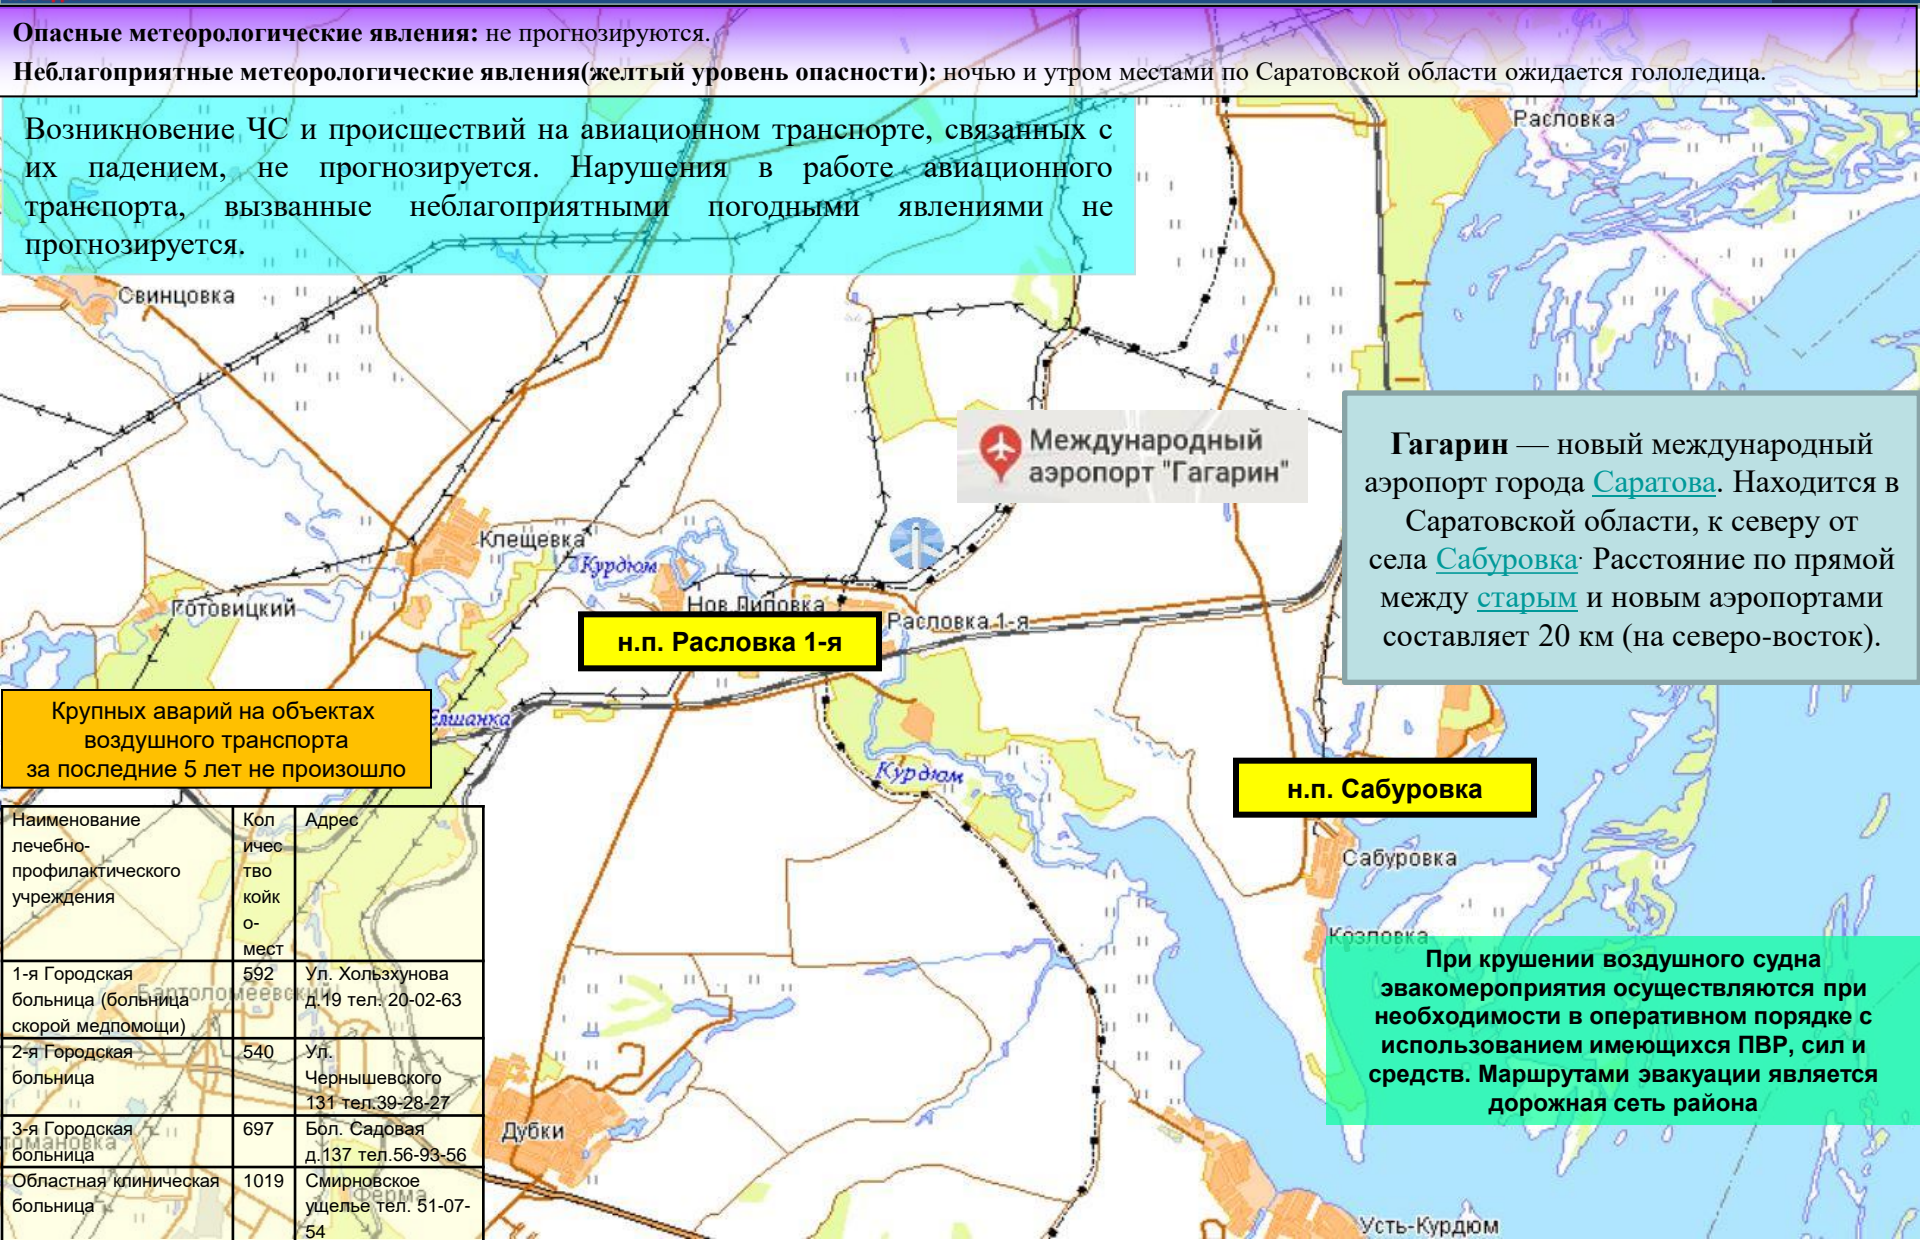 Опасные метеорологические явления: не прогнозируются.
Неблагоприятные метеорологические явления(желтый уровень опасности): ночью и утром местами по Саратовской области ожидается гололедица.
Возникновение ЧС и происшествий на авиационном транспорте, связанных с
их падением, не прогнозируется. Нарушения в работе авиационного
транспорта, вызванные неблагоприятными погодными явлениями не
прогнозируется.
Расловка
Свинцовка
Международный
аэропорт "Гагарин"
Гагарин — новый международный
аэропорт города Саратова. Находится в
Саратовской области, к северу от
села Сабуровка. Расстояние по прямой
между старым и новым аэропортами
составляет 20 км (на северо-восток).
Клещевка
Курдюм
Готовицкий
Нов.Липовка
Расловка 1-я
н.п. Расловка 1-я
Елшанка
Крупных аварий на объектах
воздушного транспорта
за последние 5 лет не произошло
Курдюм
н.п. Сабуровка
Сабуровка
Козловка
Наименование
лечебно-
профилактического
учреждения
Кол
ичес
тво
койк
о-
мест
Адрес
1-я Городская
больница (больница
скорой медпомощи)
592
Ул. Хользхунова
д.19 тел. 20-02-63
Бартоломеевский
2-я Городская
больница
540
Ул.
Чернышевского
131 тел.39-28-27
3-я Городская
больница
697
Бол. Садовая
д.137 тел.56-93-56
Областная клиническая
больница
1019
Смирновское
ущелье тел. 51-07-
54
Ферма
Дубки
При крушении воздушного судна
эвакомероприятия осуществляются при
необходимости в оперативном порядке с
использованием имеющихся ПВР, сил и
средств. Маршрутами эвакуации является
дорожная сеть района
Усть-Курдюм